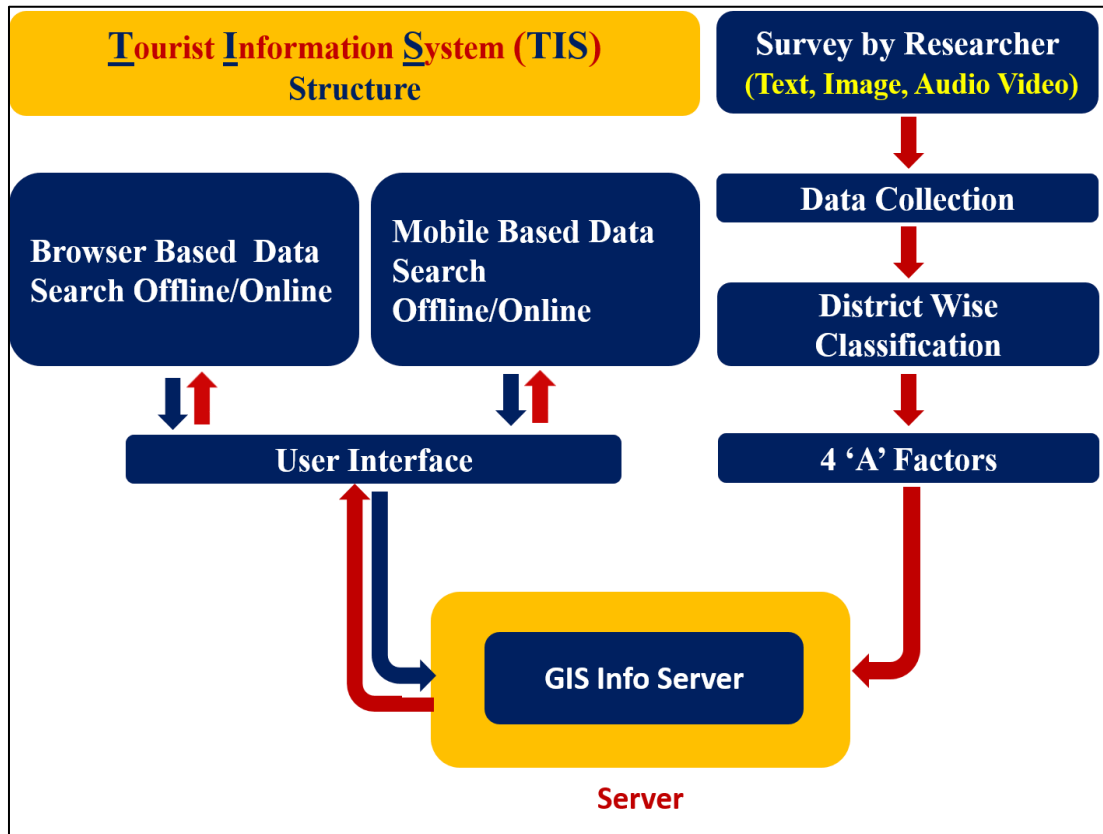 Tourist Information System (TIS)
Structure
Survey by Researcher
(Text, Image, Audio Video)
Data Collection
District Wise
Classification
4 ‘A’ Factors
Browser Based Data
Search Offline/Online
Mobile Based Data
Search
Offline/Online
User Interface
GIS Info Server
Server